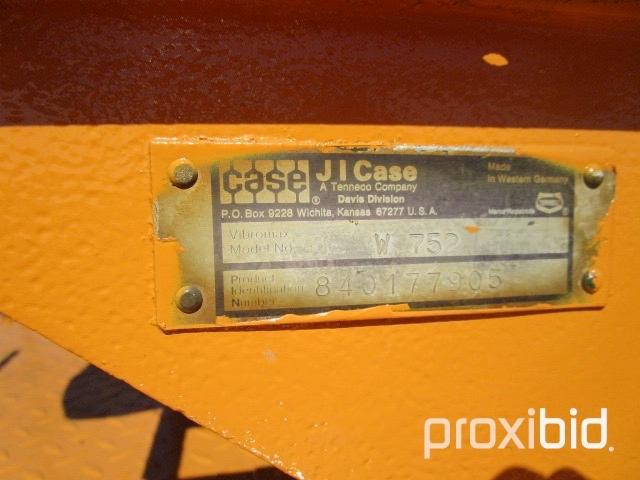 case
®
J I Case
A Tenneco Company
Davis Division
P.O. Box 9228 Wichita, Kansas 67277 U.S.A.
Made
In Western Germany
Vibromax
Model No.
W 752
Product
Identification
Number
840177905
proxibid